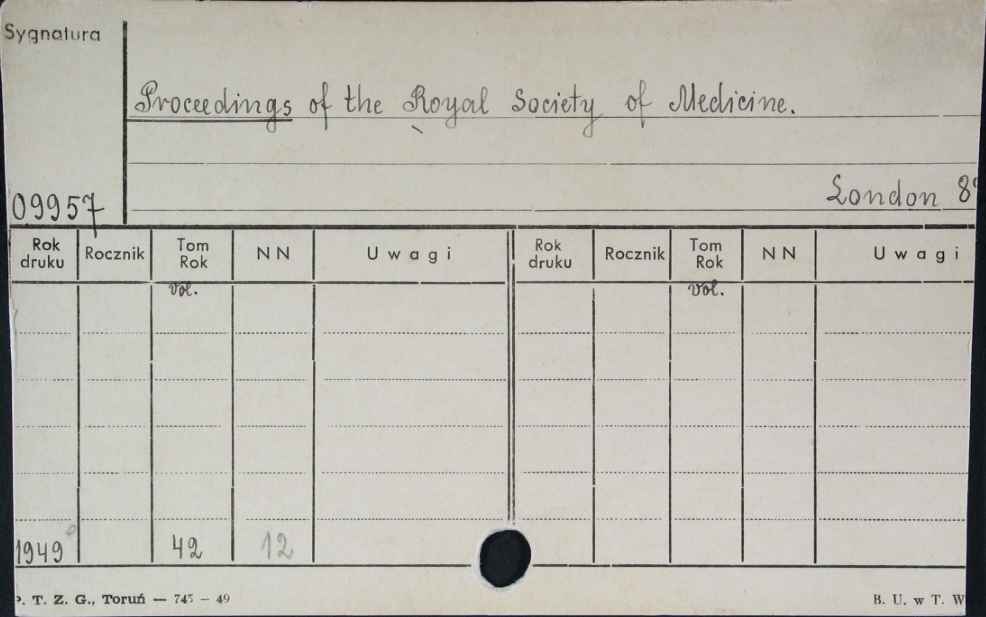 Sygnatura
Proceedings of the Royal Society of Medicine.
London 8°
09957
Rok druku Rocznik Tom Rok NN Uwagi Rok druku Rocznik Tom Rok NN Uwagi
vol. vol.
1949 42 12
P. T. Z. G., Toruń — 745 — 49 B. U. w T. W